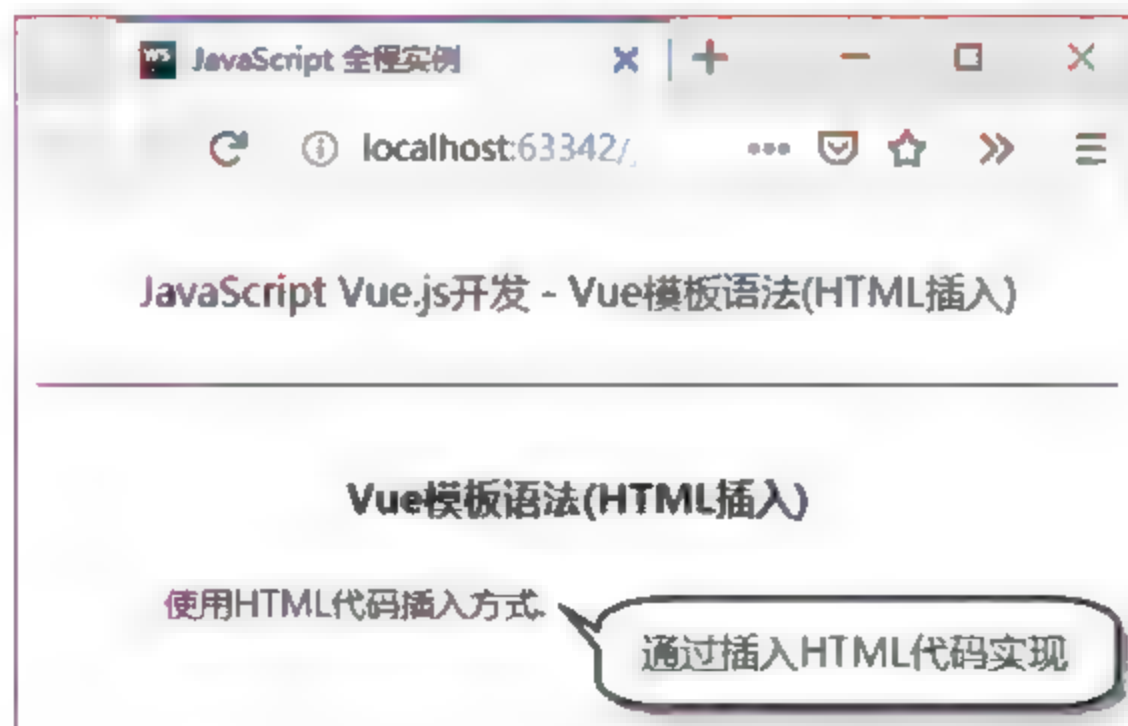 WS JavaScript 全程实例
localhost:63342/
JavaScript Vue.js开发 - Vue模板语法(HTML插入)
Vue模板语法(HTML插入)
使用HTML代码插入方式.
通过插入HTML代码实现